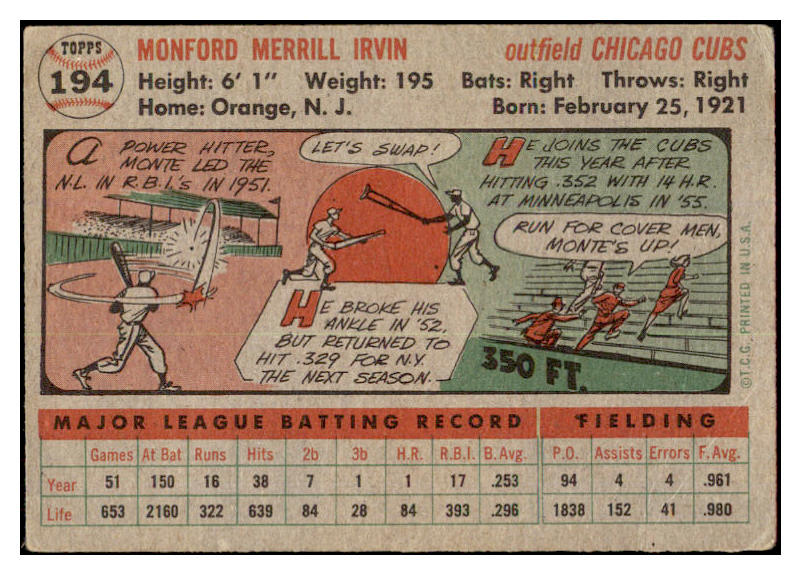 TOPPS
194
MONFORD MERRILL IRVIN
outfield CHICAGO CUBS
Height: 6' 1" Weight: 195 Bats: Right Throws: Right
Home: Orange, N. J. Born: February 25, 1921
A POWER HITTER,
MONTE LED THE
N.L. IN R.B.I.'s IN 1951.
LET'S SWAP!
HE BROKE HIS
ANKLE IN '52,
BUT RETURNED TO
HIT .329 FOR N.Y.
THE NEXT SEASON.
HE JOINS THE CUBS
THIS YEAR AFTER
HITTING .352 WITH 14 H.R.
AT MINNEAPOLIS IN '55.
RUN FOR COVER MEN,
MONTE'S UP!
350 FT.
©T.C.G. PRINTED IN U.S.A.
MAJOR LEAGUE BATTING RECORD FIELDING
Games At Bat Runs Hits 2b 3b H.R. R.B.I. B. Avg. P.O. Assists Errors F. Avg.
Year 51 150 16 38 7 1 1 17 .253 94 4 4 .961
Life 653 2160 322 639 84 28 84 393 .296 1838 152 41 .980